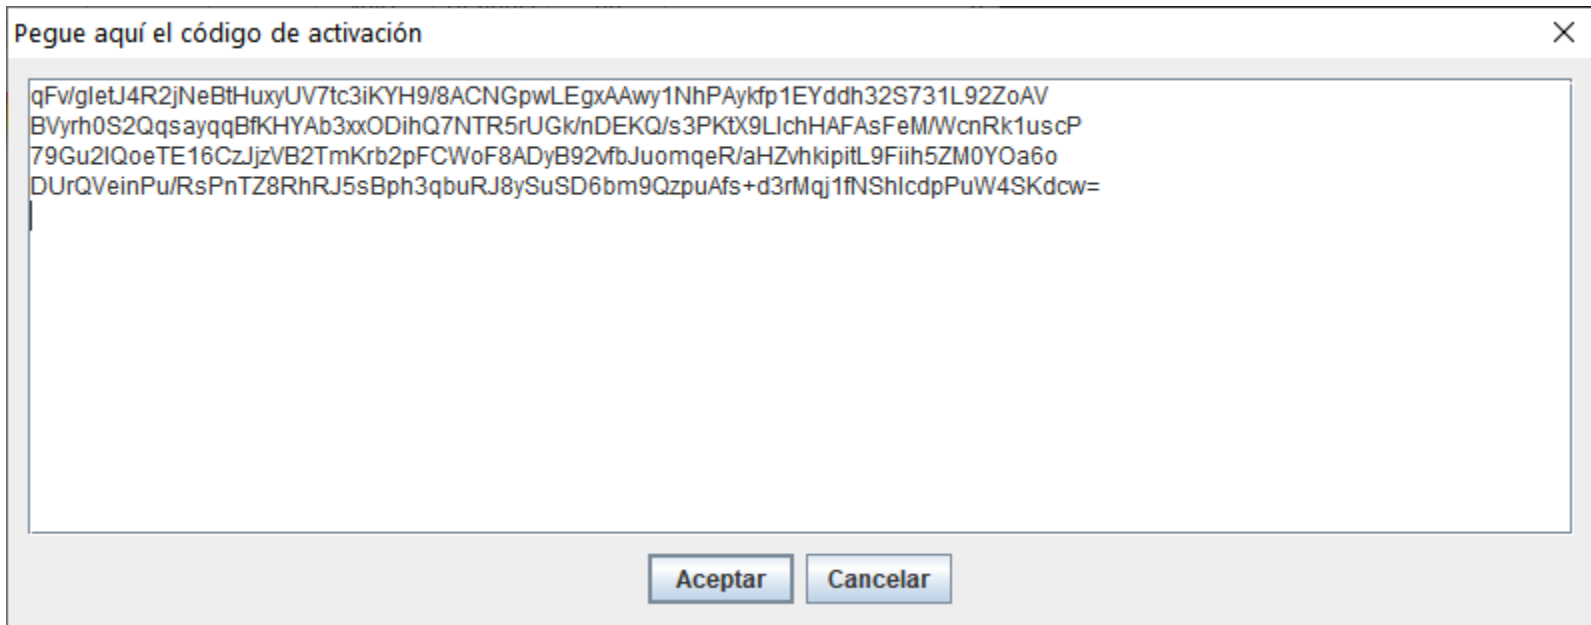 Pegue aquí el código de activación
qFv/gletJ4R2jNeBtHuxyUV7tc3iKYH9/8ACNGpwLEgxAAwy1NhPAykfp1EYddh32S731L92ZoAV
BVyrh0S2QqsayqqBfKHYAb3xxODihQ7NTR5rUGk/nDEKQ/s3PKtX9LIchHAFAsFeM/WcnRk1uscP
79Gu2IQoeTE16CzJjzVB2TmKrb2pFCWoF8ADyB92vfbJuomqeR/aHZvhkipitL9Fiih5ZM0YOa6o
DUrQVeinPu/RsPnTZ8RhRJ5sBph3qbuRJ8ySuSD6bm9QzpuAfs+d3rMqj1fNShIcdpPuW4SKdcw=
Aceptar
Cancelar